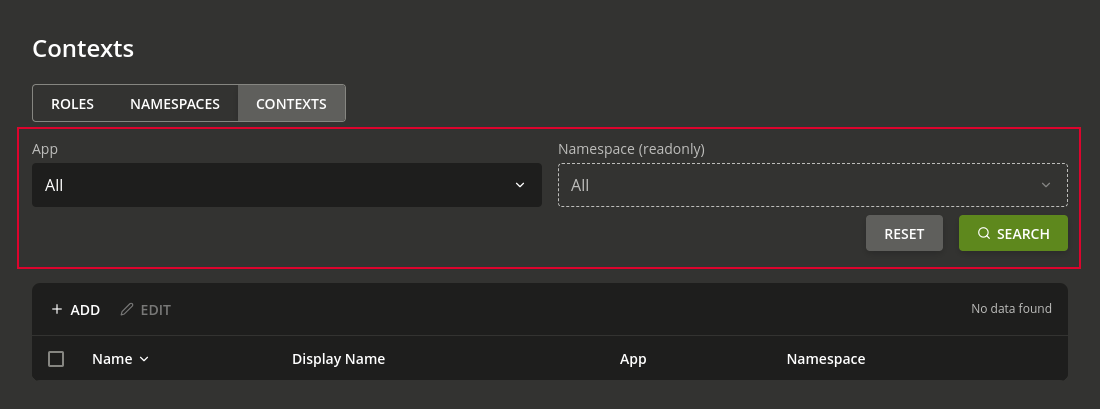 Contexts
ROLES NAMESPACES CONTEXTS
App Namespace (readonly)
All All
RESET SEARCH
ADD EDIT No data found
Name Display Name App Namespace